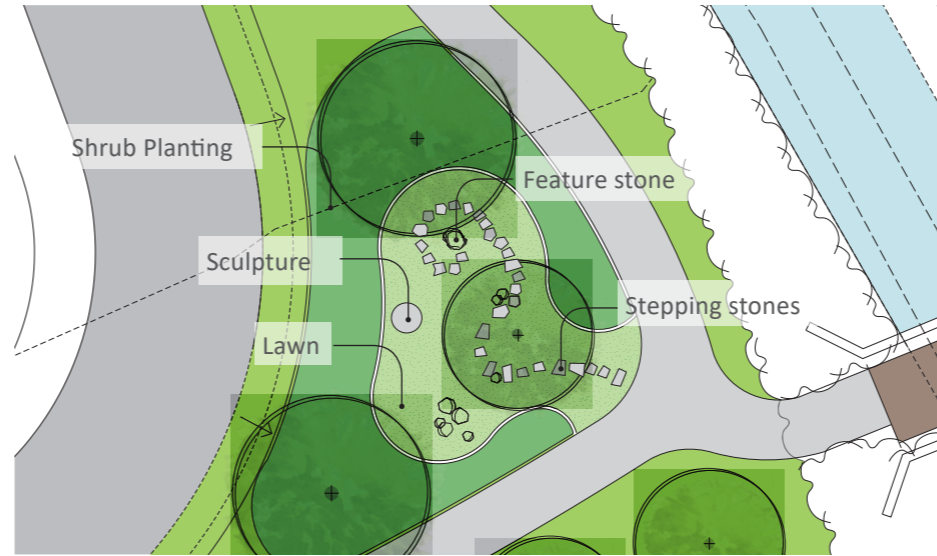 Shrub Planting
Feature stone
Sculpture
Stepping stones
Lawn